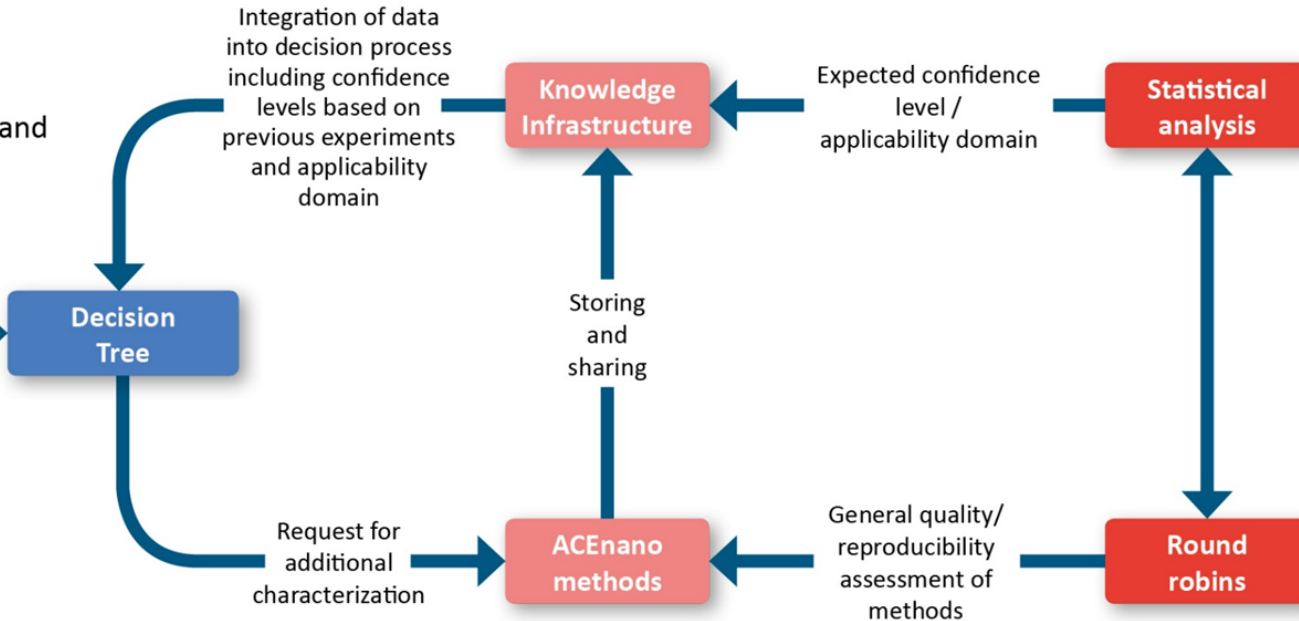 Integration of data
into decision process
including confidence
levels based on
previous experiments
and applicability
domain
Knowledge
Infrastructure
Expected confidence
level /
applicability domain
Statistical
analysis
and
Decision
Tree
Storing
and
sharing
Request for
additional
characterization
ACEnano
methods
General quality/
reproducibility
assessment of
methods
Round
robins